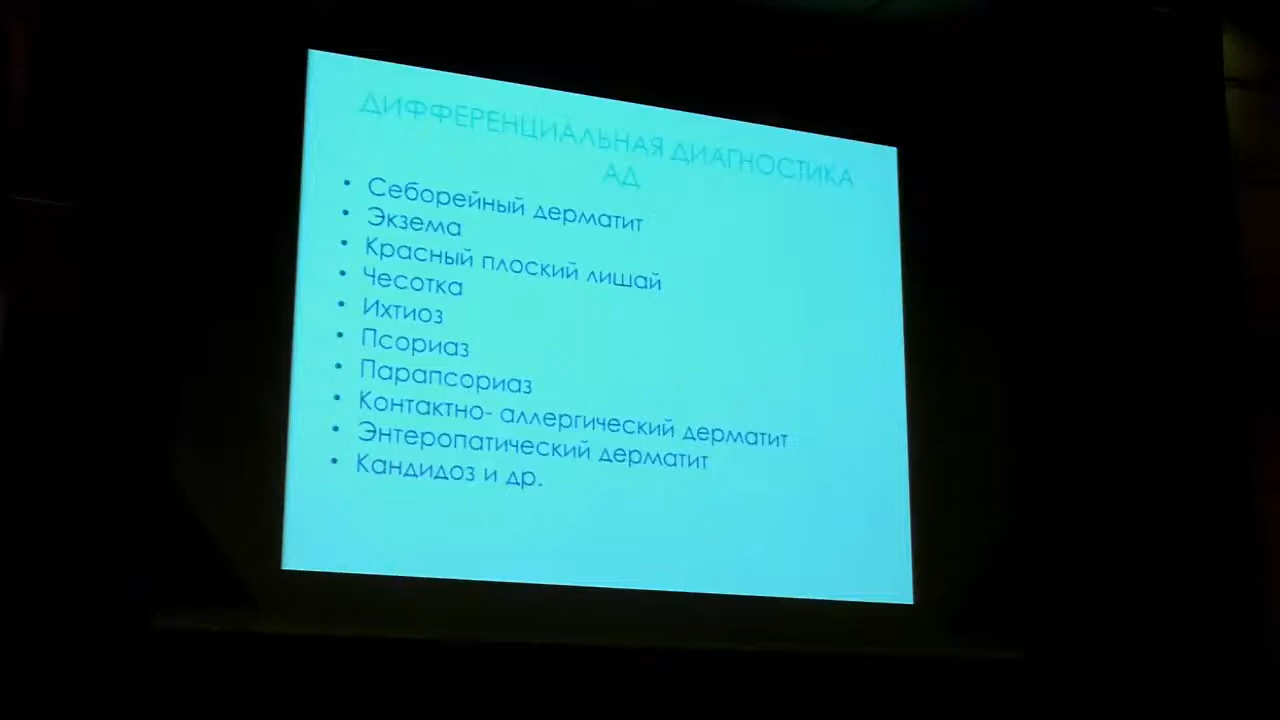 ДИФФЕРЕНЦИАЛЬНАЯ ДИАГНОСТИКА
АД
• Себорейный дерматит
• Экзема
• Красный плоский лишай
• Чесотка
• Ихтиоз
• Псориаз
• Парапсориаз
• Контактно- аллергический дерматит
• Энтеропатический дерматит
• Кандидоз и др.